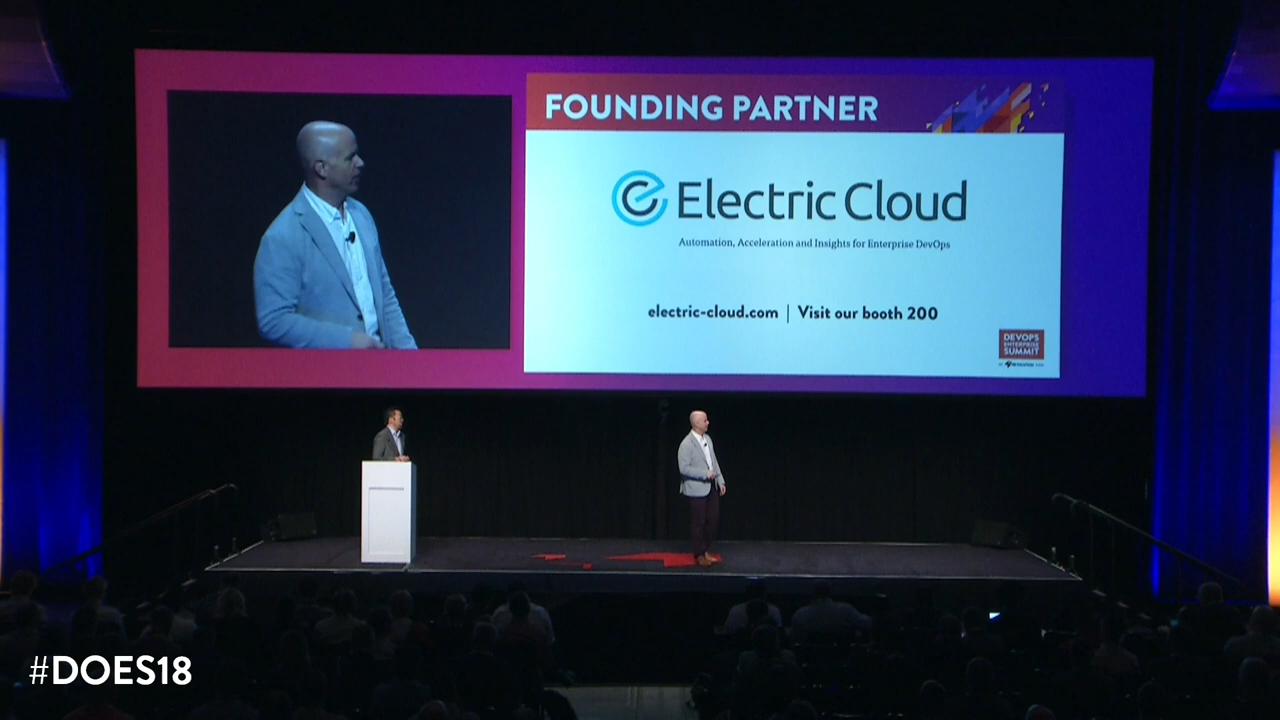 FOUNDING PARTNER
Electric Cloud
Automation, Acceleration and Insights for Enterprise DevOps
electric-cloud.com | Visit our booth 200
DEVOPS
ENTERPRISE
SUMMIT
#DOES18